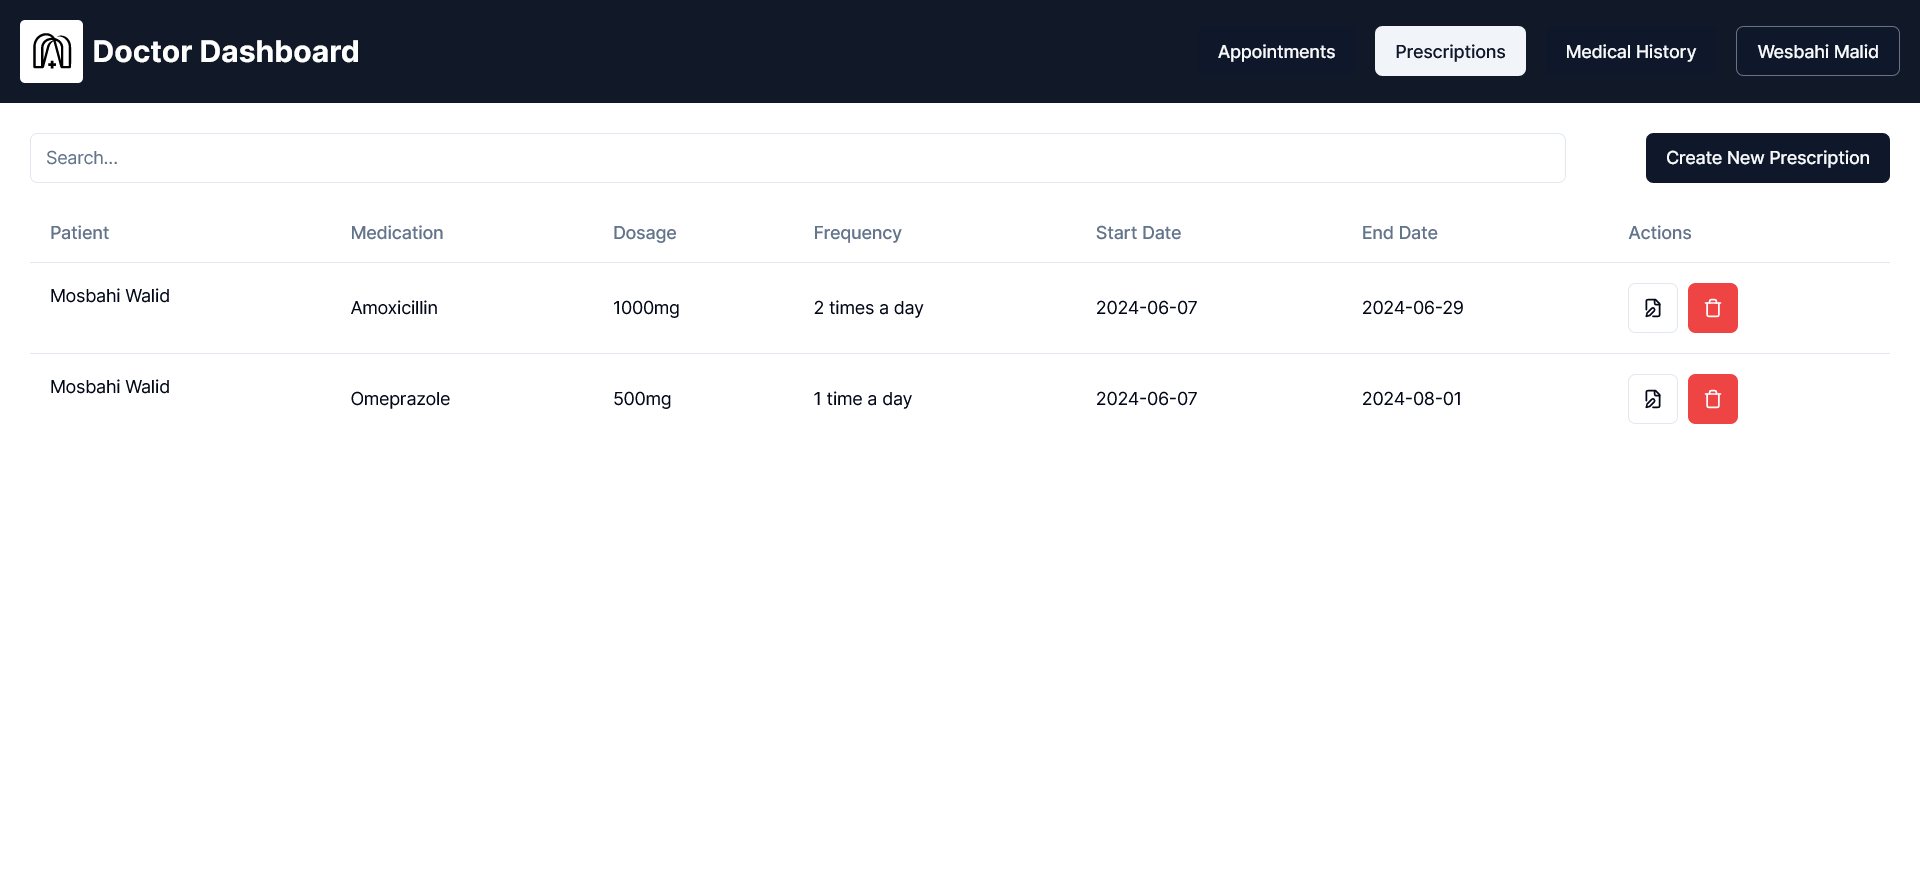 Doctor Dashboard
Appointments
Prescriptions
Medical History
Wesbahi Malid
Search...
Create New Prescription
Patient Medication Dosage Frequency Start Date End Date Actions
Mosbahi Walid Amoxicillin 1000mg 2 times a day 2024-06-07 2024-06-29
Mosbahi Walid Omeprazole 500mg 1 time a day 2024-06-07 2024-08-01